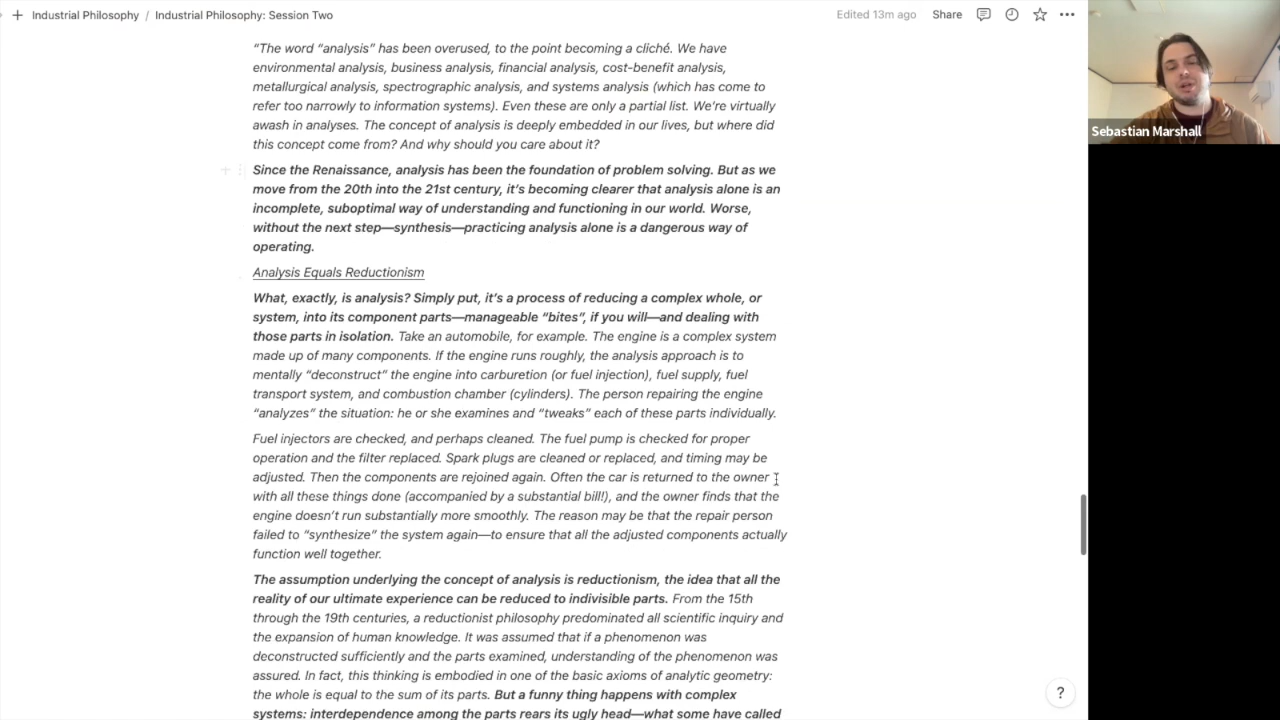 Industrial Philosophy / Industrial Philosophy: Session Two
Edited 13m ago Share
“The word “analysis” has been overused, to the point becoming a cliché. We have
environmental analysis, business analysis, financial analysis, cost-benefit analysis,
metallurgical analysis, spectrographic analysis, and systems analysis (which has come to
refer too narrowly to information systems). Even these are only a partial list. We’re virtually
awash in analyses. The concept of analysis is deeply embedded in our lives, but where did
this concept come from? And why should you care about it?
Since the Renaissance, analysis has been the foundation of problem solving. But as we
move from the 20th into the 21st century, it’s becoming clearer that analysis alone is an
incomplete, suboptimal way of understanding and functioning in our world. Worse,
without the next step—synthesis—practicing analysis alone is a dangerous way of
operating.
Analysis Equals Reductionism
What, exactly, is analysis? Simply put, it’s a process of reducing a complex whole, or
system, into its component parts—manageable “bites”, if you will—and dealing with
those parts in isolation. Take an automobile, for example. The engine is a complex system
made up of many components. If the engine runs roughly, the analysis approach is to
mentally “deconstruct” the engine into carburetion (or fuel injection), fuel supply, fuel
transport system, and combustion chamber (cylinders). The person repairing the engine
“analyzes” the situation: he or she examines and “tweaks” each of these parts individually.
Fuel injectors are checked, and perhaps cleaned. The fuel pump is checked for proper
operation and the filter replaced. Spark plugs are cleaned or replaced, and timing may be
adjusted. Then the components are rejoined again. Often the car is returned to the owner
with all these things done (accompanied by a substantial bill!), and the owner finds that the
engine doesn’t run substantially more smoothly. The reason may be that the repair person
failed to “synthesize” the system again—to ensure that all the adjusted components actually
function well together.
The assumption underlying the concept of analysis is reductionism, the idea that all the
reality of our ultimate experience can be reduced to indivisible parts. From the 15th
through the 19th centuries, a reductionist philosophy predominated all scientific inquiry and
the expansion of human knowledge. It was assumed that if a phenomenon was
deconstructed sufficiently and the parts examined, understanding of the phenomenon was
assured. In fact, this thinking is embodied in one of the basic axioms of analytic geometry:
the whole is equal to the sum of its parts. But a funny thing happens with complex
systems: interdependence among the parts rears its ugly head—what some have called
?
Sebastian Marshall